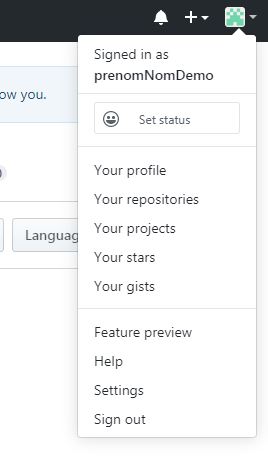 Signed in as
prenomNomDemo
ow you.
Set status
Your profile
Your repositories
Your projects
Languag
Your stars
Your gists
Feature preview
Help
Settings
Sign out